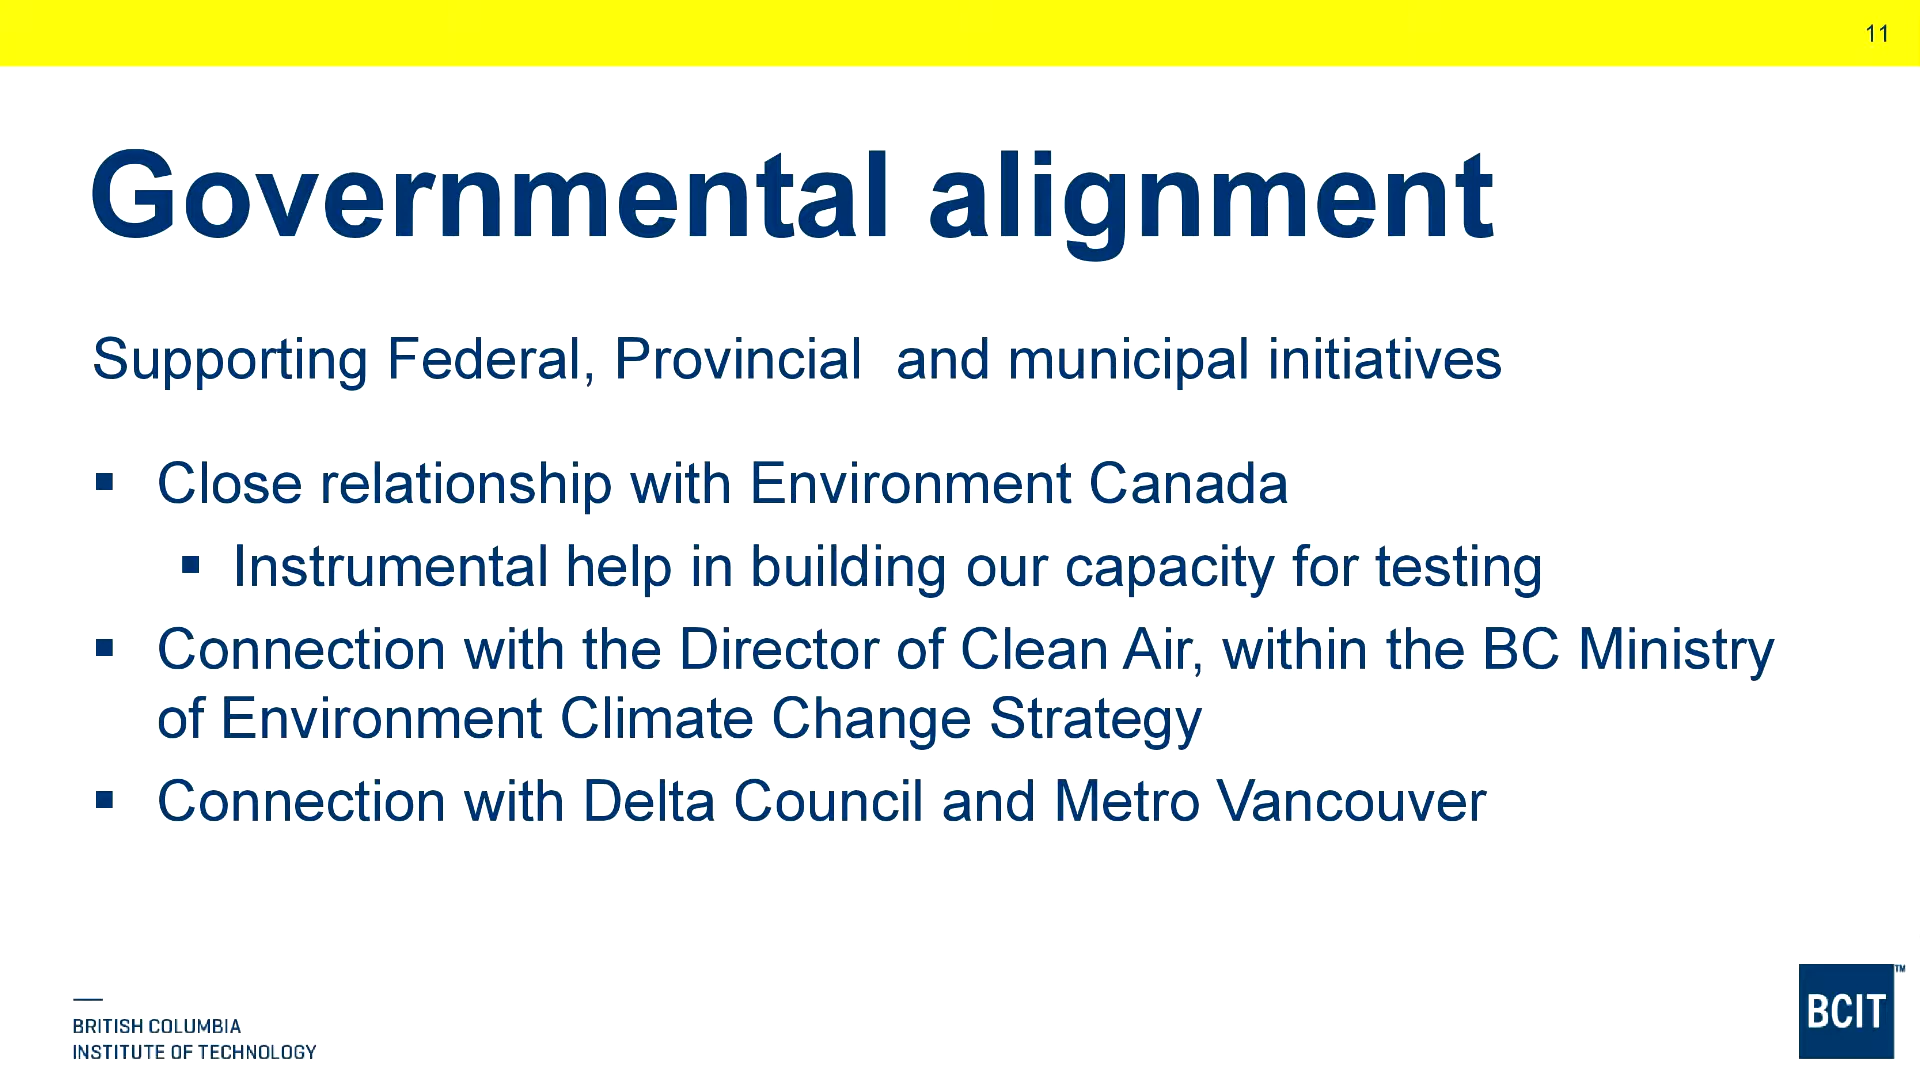 11
Governmental alignment
Supporting Federal, Provincial  and municipal initiatives
▪ Close relationship with Environment Canada
▪ Instrumental help in building our capacity for testing
▪ Connection with the Director of Clean Air, within the BC Ministry
of Environment Climate Change Strategy
▪ Connection with Delta Council and Metro Vancouver
BRITISH COLUMBIA
INSTITUTE OF TECHNOLOGY
BCIT™